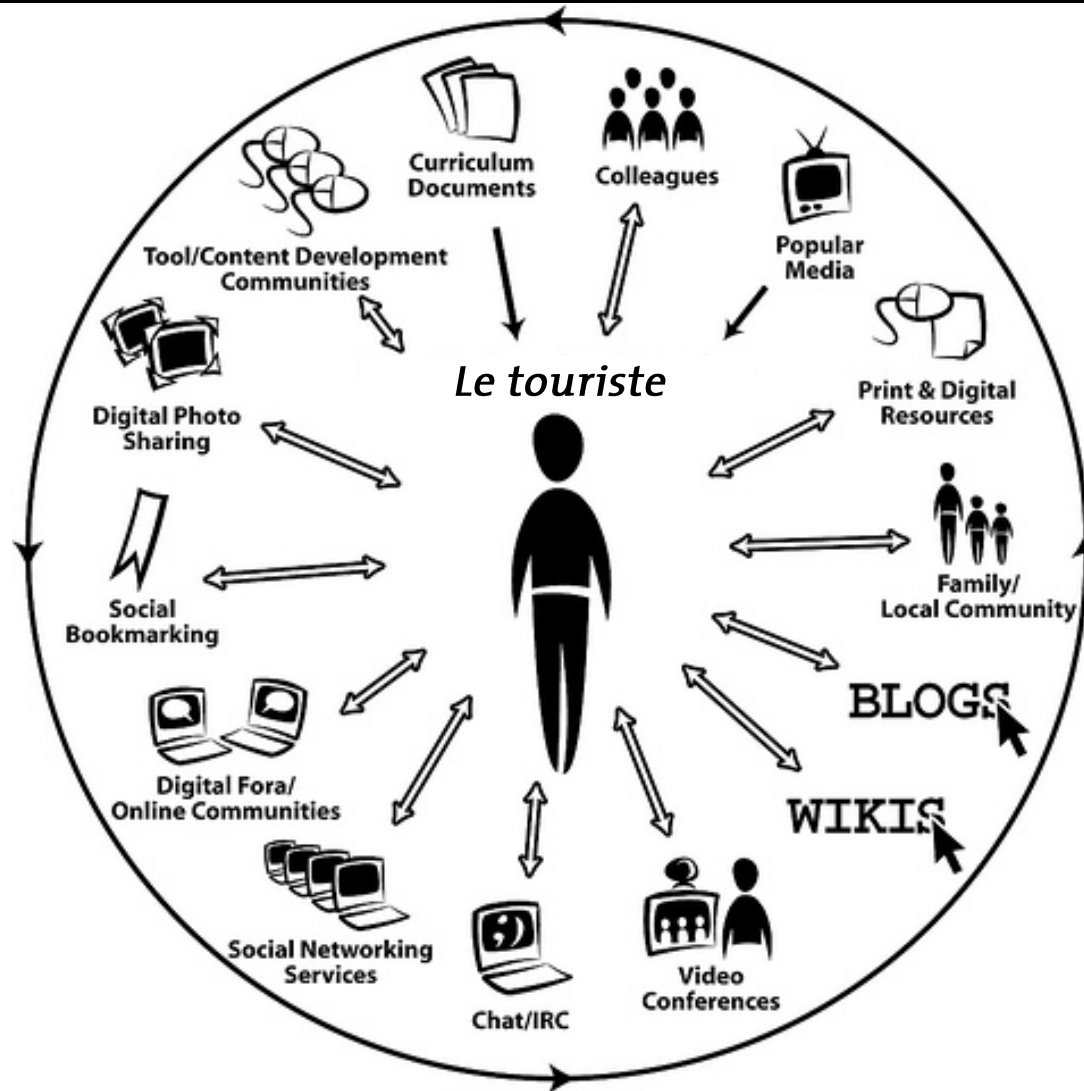 Curriculum
Documents
Colleagues
Popular
Media
Tool/Content Development
Communities
Print & Digital
Resources
Digital Photo
Sharing
Le touriste
Family/
Local Community
Social
Bookmarking
BLOGS
Digital Fora/
Online Communities
WIKIS
Social Networking
Services
Chat/IRC
;)
Video
Conferences